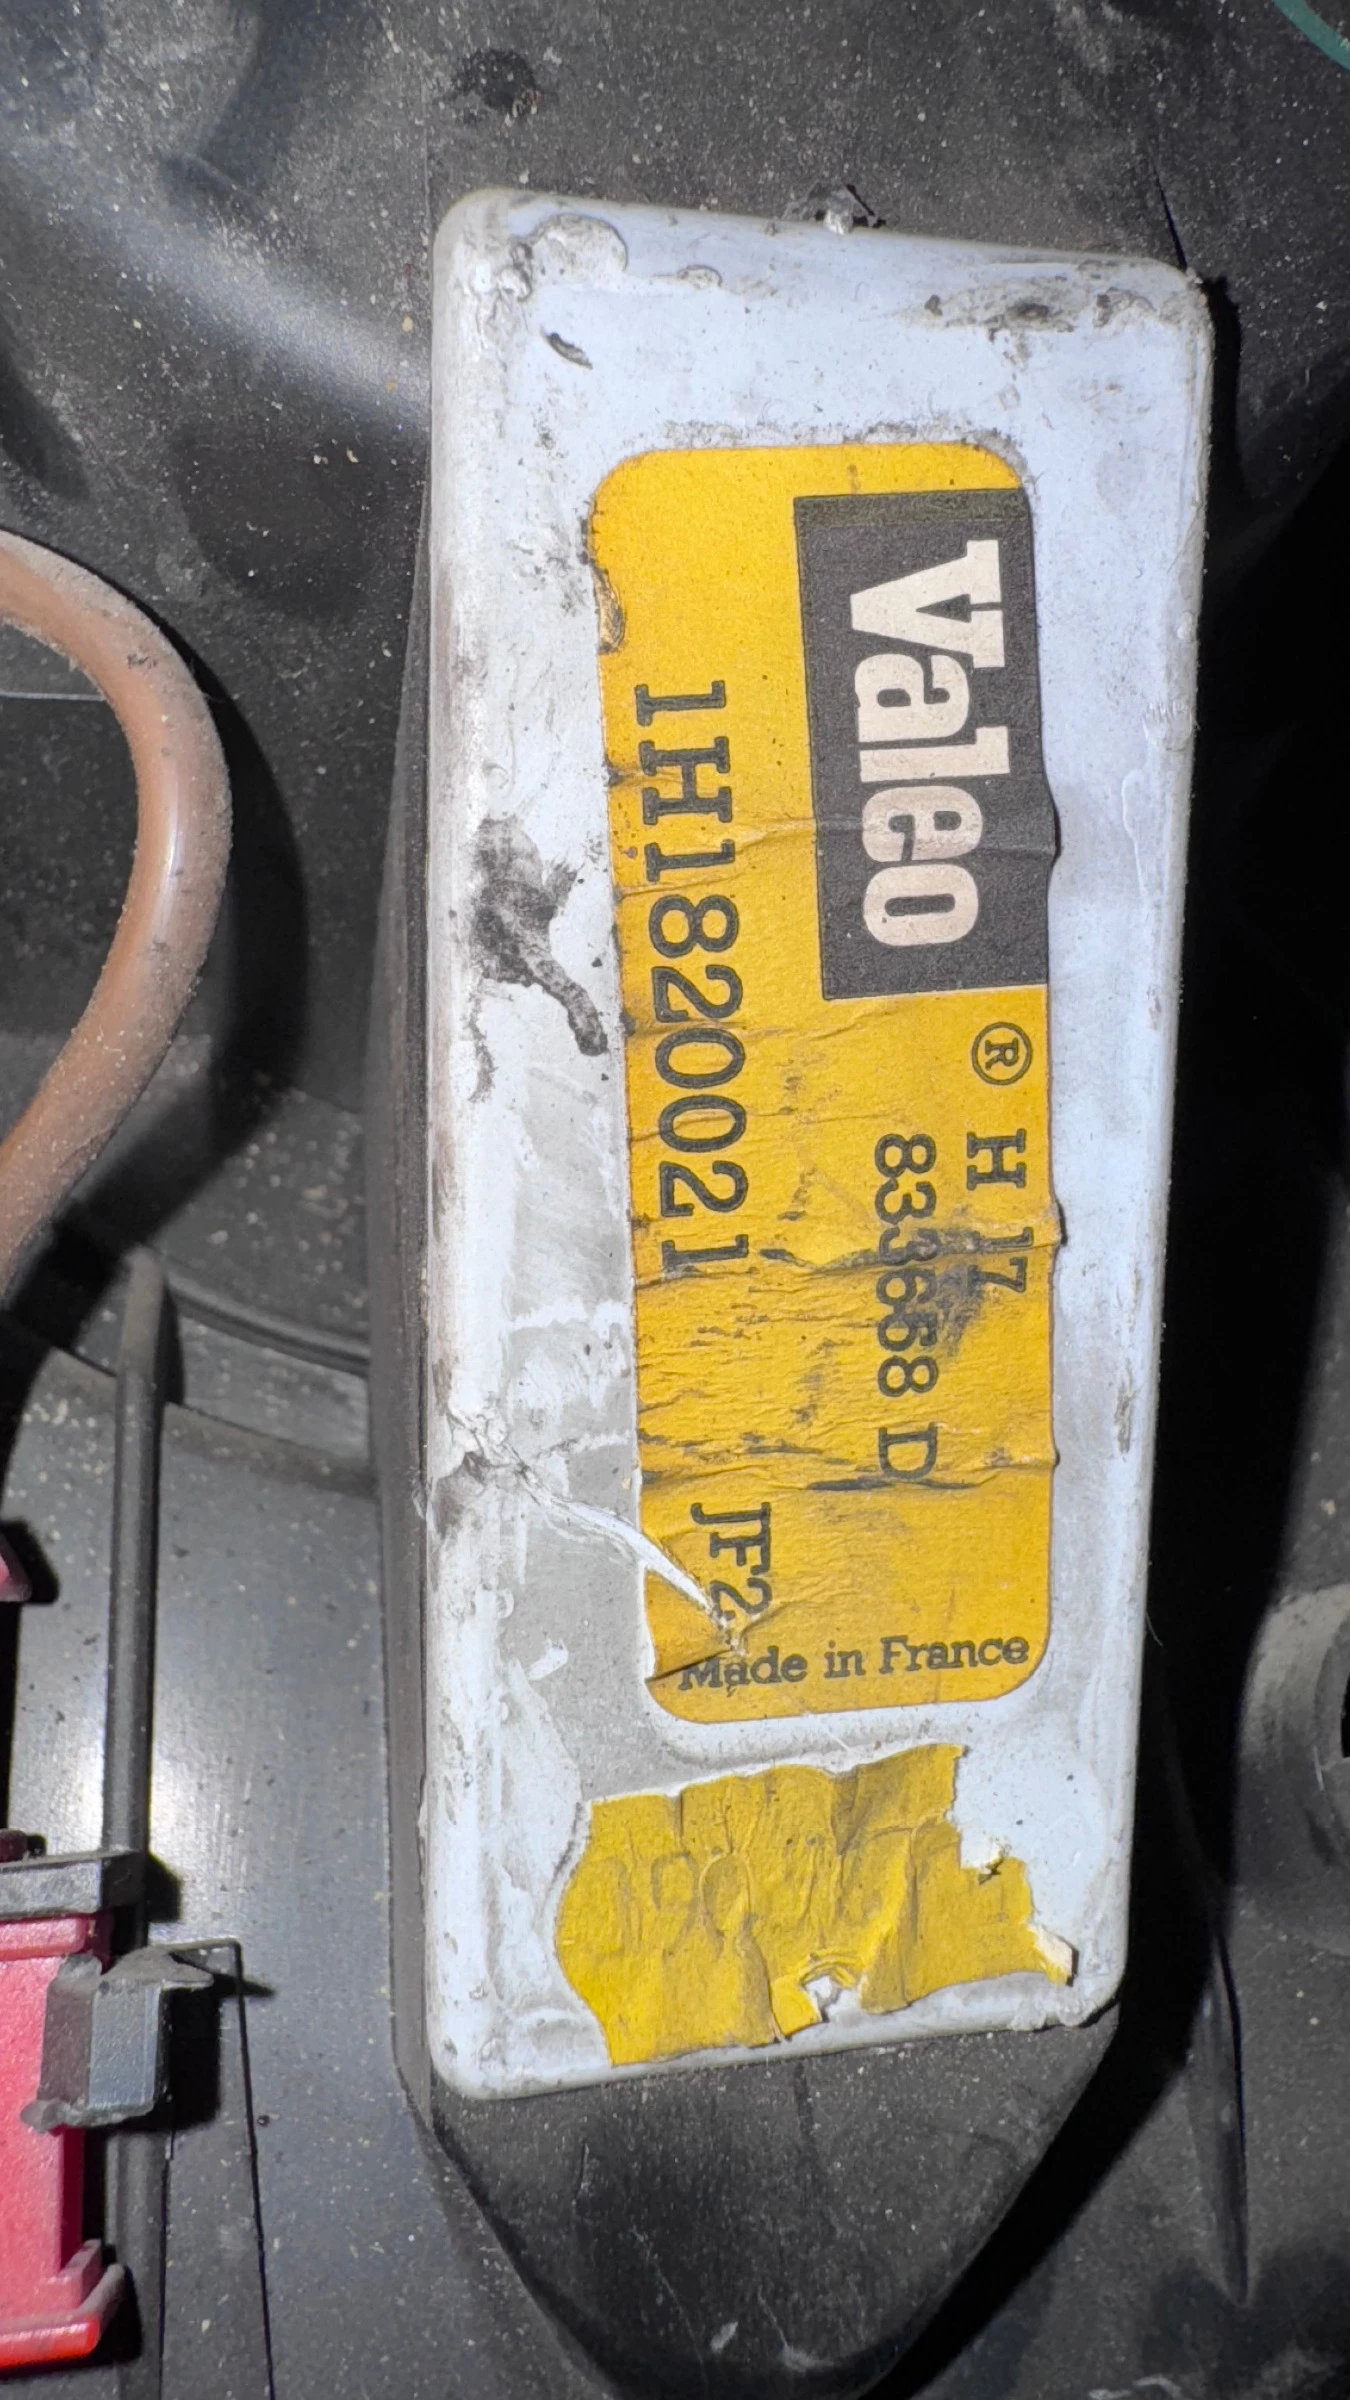 Valeo ® H 17
833668 D
1H1820021
JF2
Made in France